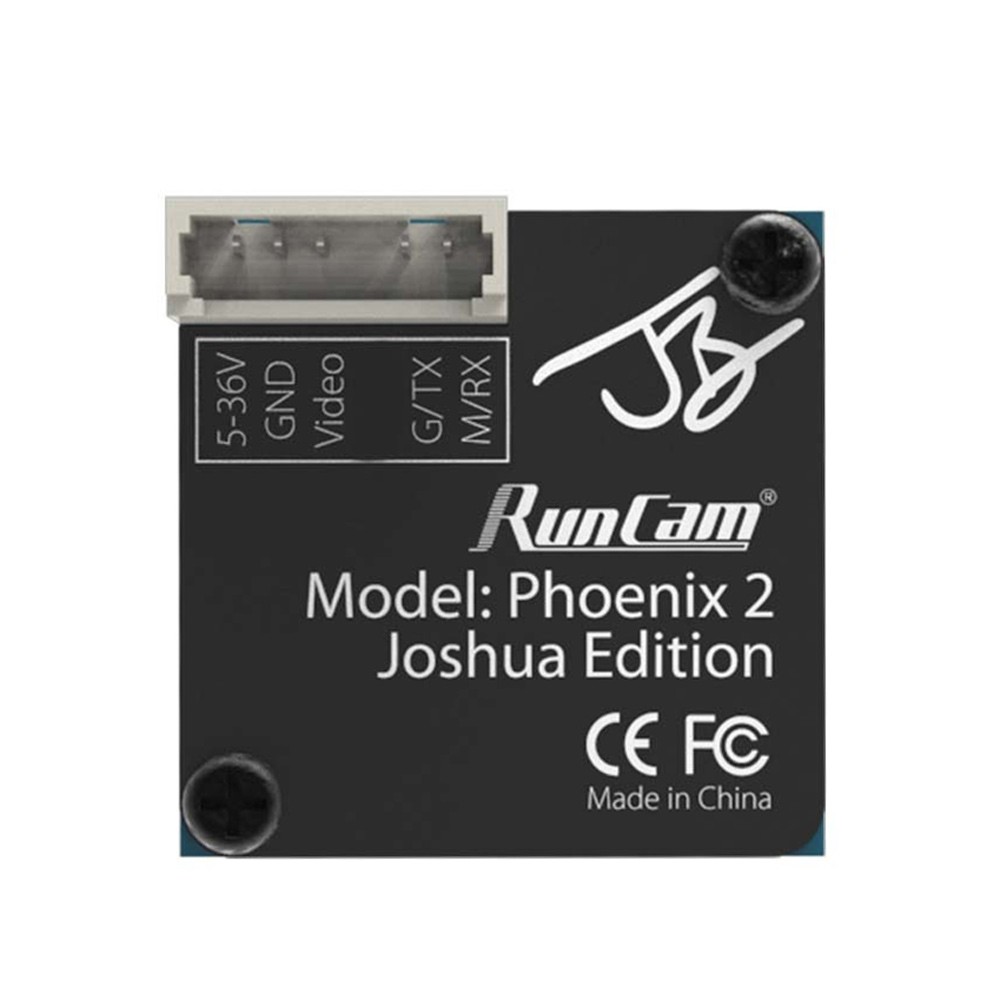 5-36V
GND
Video
G/TX
M/RX
JB
RunCam®
Model: Phoenix 2
Joshua Edition
CE FC
Made in China